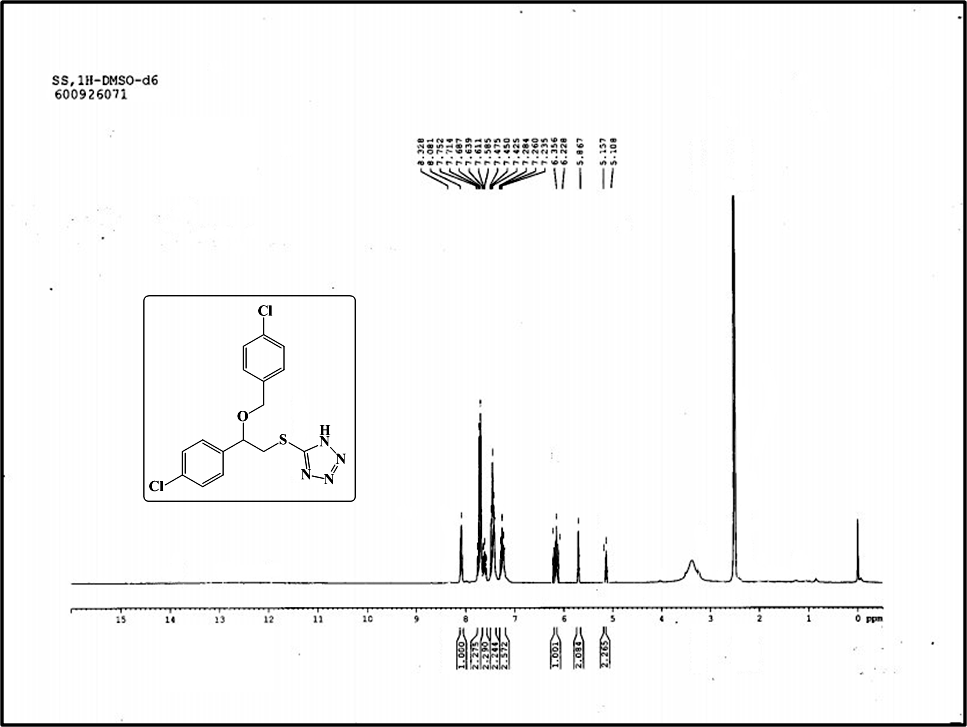 SS,1H-DMSO-d6
600926071
8.328
8.081
7.752
7.714
7.687
7.639
7.611
7.585
7.475
7.450
7.425
7.284
7.260
7.235
6.356
6.228
5.867
5.157
5.108
Cl
O
S
H
N
N
N
N
Cl
15 14 13 12 11 10 9 8 7 6 5 4 3 2 1 0 ppm
1.000
2.275
2.290
2.244
2.572
1.001
2.084
2.265